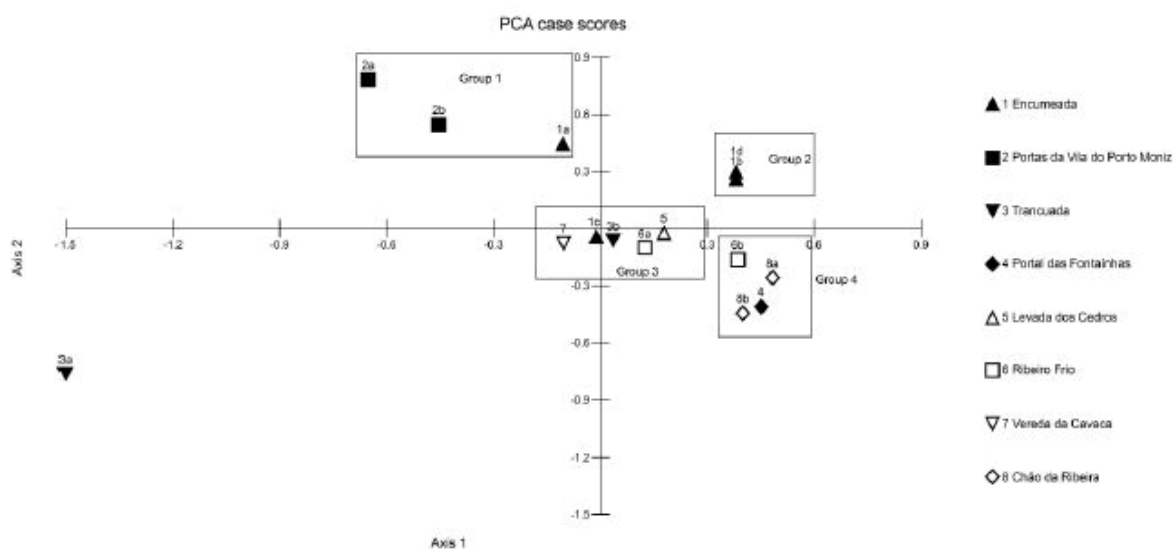 PCA case scores
0.9
2a
Group 1
2b
0.6
1a
1d
1b
Group 2
0.3
-1.5
-1.2
-0.9
-0.6
-0.3
0.3
0.6
0.9
7
3b
6a
5
Group 3
6b
8a
Group 4
8b
4
-0.3
-0.6
-0.9
-1.2
-1.5
3a
Axis 2
Axis 1
1 Encumeada
2 Portas da Vila do Porto Moniz
3 Trancuada
4 Portal das Fontaínhas
5 Levada dos Cedros
6 Ribeiro Frio
7 Vereda da Cavaca
8 Chão da Ribeira